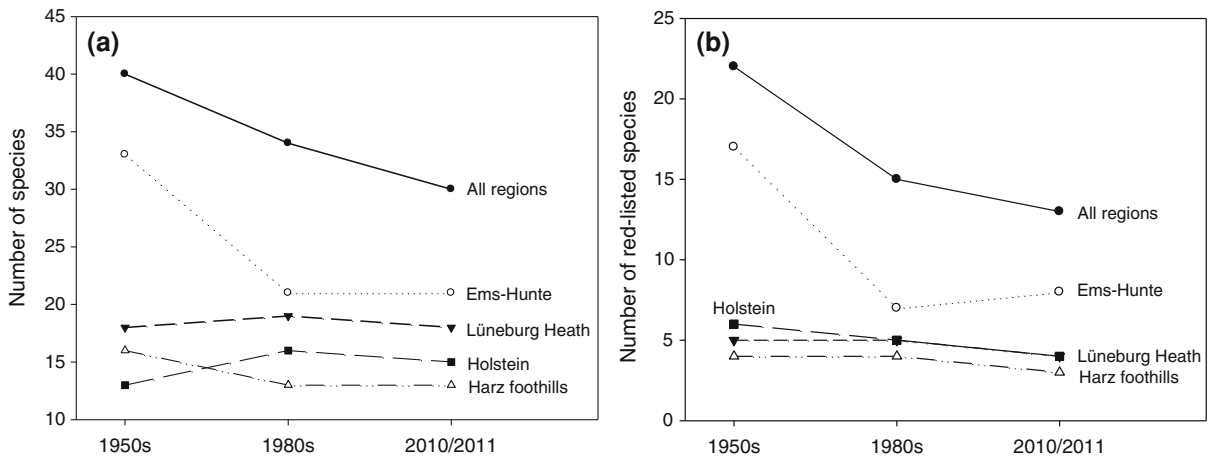 (a)
Number of species
45
40
35
30
25
20
15
10
All regions
Ems-Hunte
Lüneburg Heath
Holstein
Harz foothills
1950s 1980s 2010/2011
(b)
Number of red-listed species
25
20
15
10
5
0
All regions
Ems-Hunte
Holstein
Lüneburg Heath
Harz foothills
1950s 1980s 2010/2011